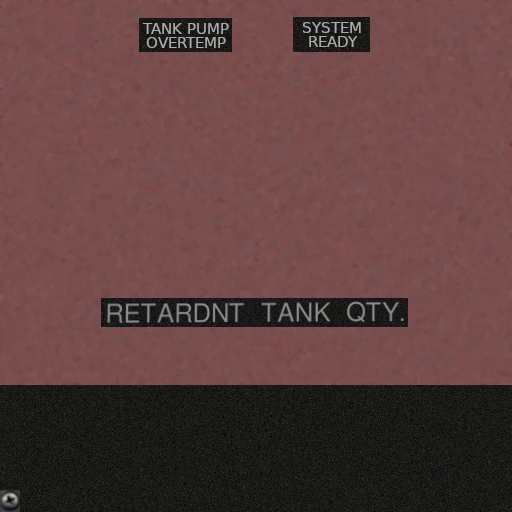 TANK PUMP
OVERTEMP
SYSTEM
READY
RETARDNT TANK QTY.